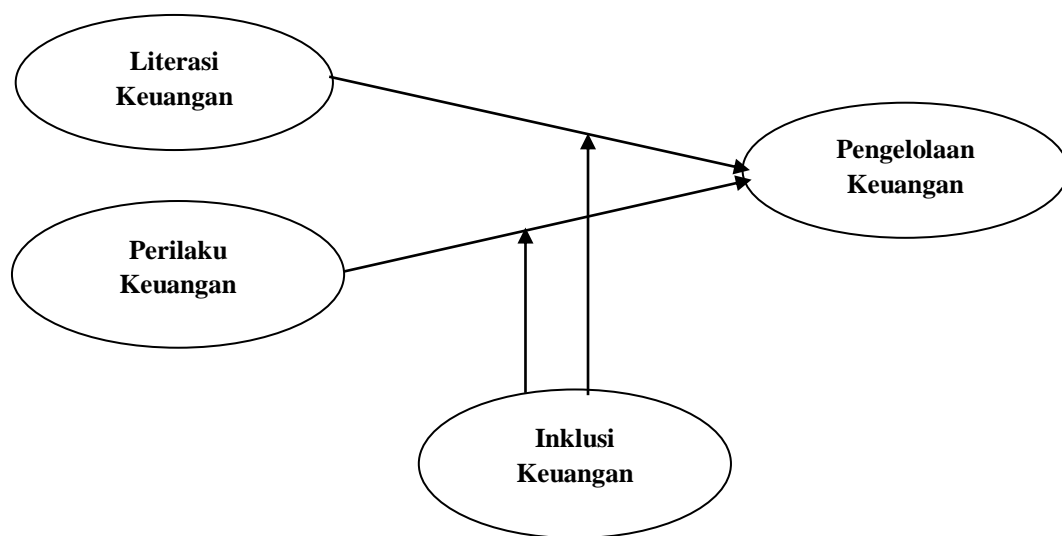 Literasi
Keuangan
Pengelolaan
Keuangan
Perilaku
Keuangan
Inklusi
Keuangan